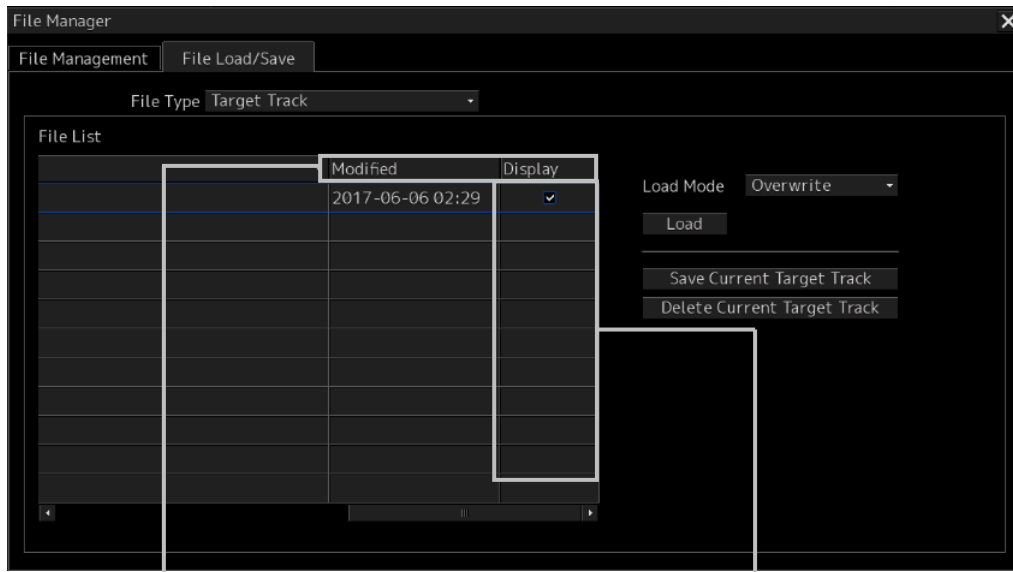 File Manager
File Management File Load/Save
File Type Target Track
File List
Modified Display
2017-06-06 02:29
Load Mode Overwrite
Load
Save Current Target Track
Delete Current Target Track